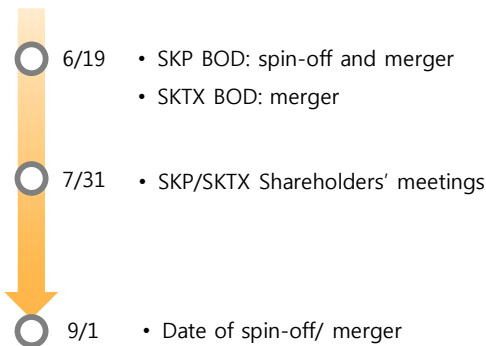 6/19 • SKP BOD: spin-off and merger
• SKTX BOD: merger
7/31 • SKP/SKTX Shareholders’ meetings
9/1 • Date of spin-off/ merger